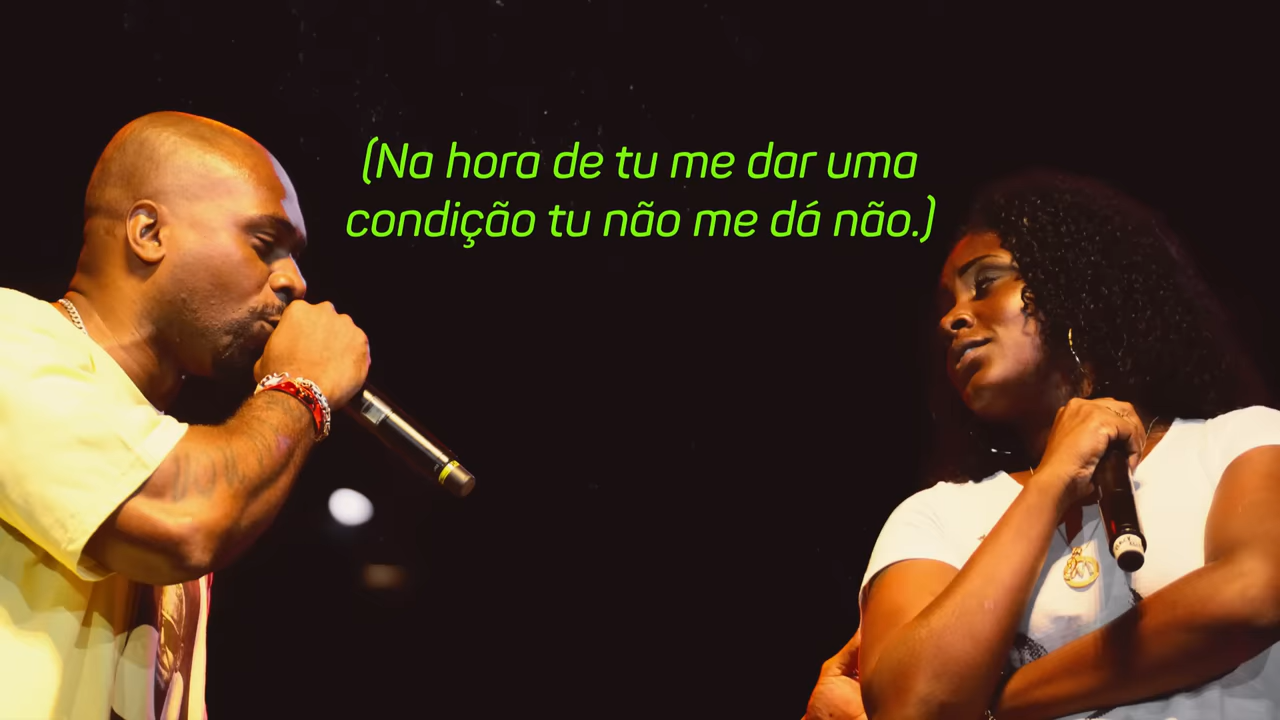 (Na hora de tu me dar uma
condição tu não me dá não.)